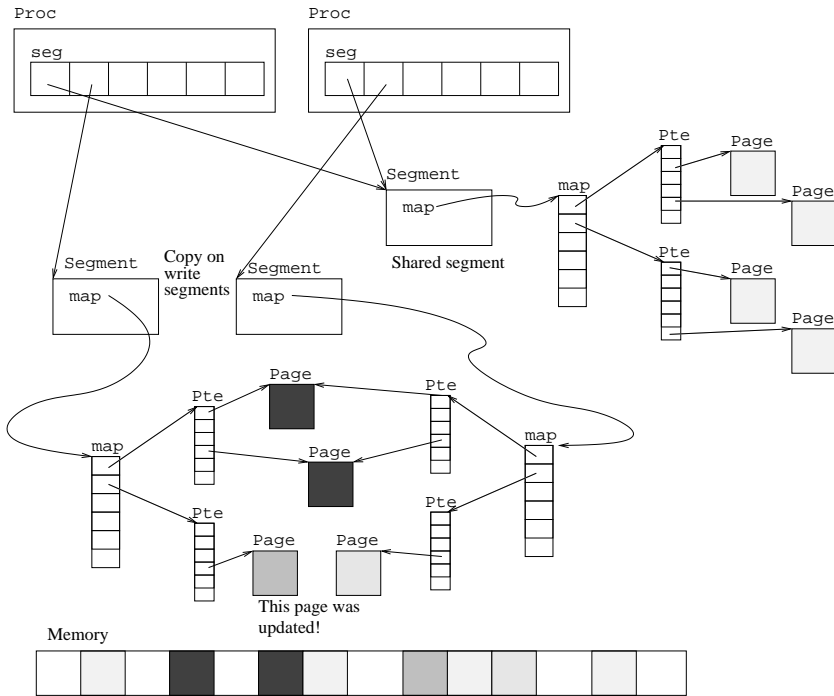 Proc
Proc
seg
seg
Pte
Page
Segment
map
Page
map
Shared segment
Copy on
write
segments
Segment
Segment
map
map
Pte
Page
Page
Page
Pte
Pte
map
map
Page
Pte
Pte
Page
Page
This page was
updated!
Memory